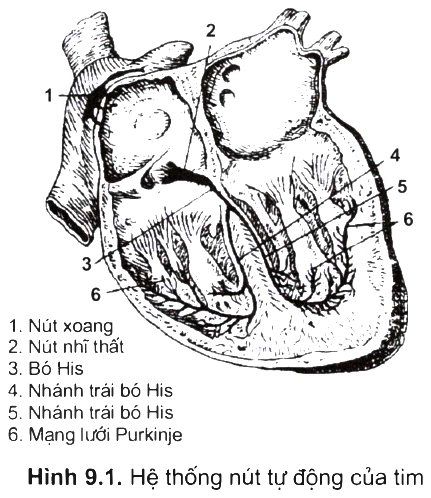 2
1
4
5
6
3
6
1. Nút xoang
2. Nút nhĩ thất
3. Bó His
4. Nhánh trái bó His
5. Nhánh trái bó His
6. Mạng lưới Purkinje
Hình 9.1. Hệ thống nút tự động của tim